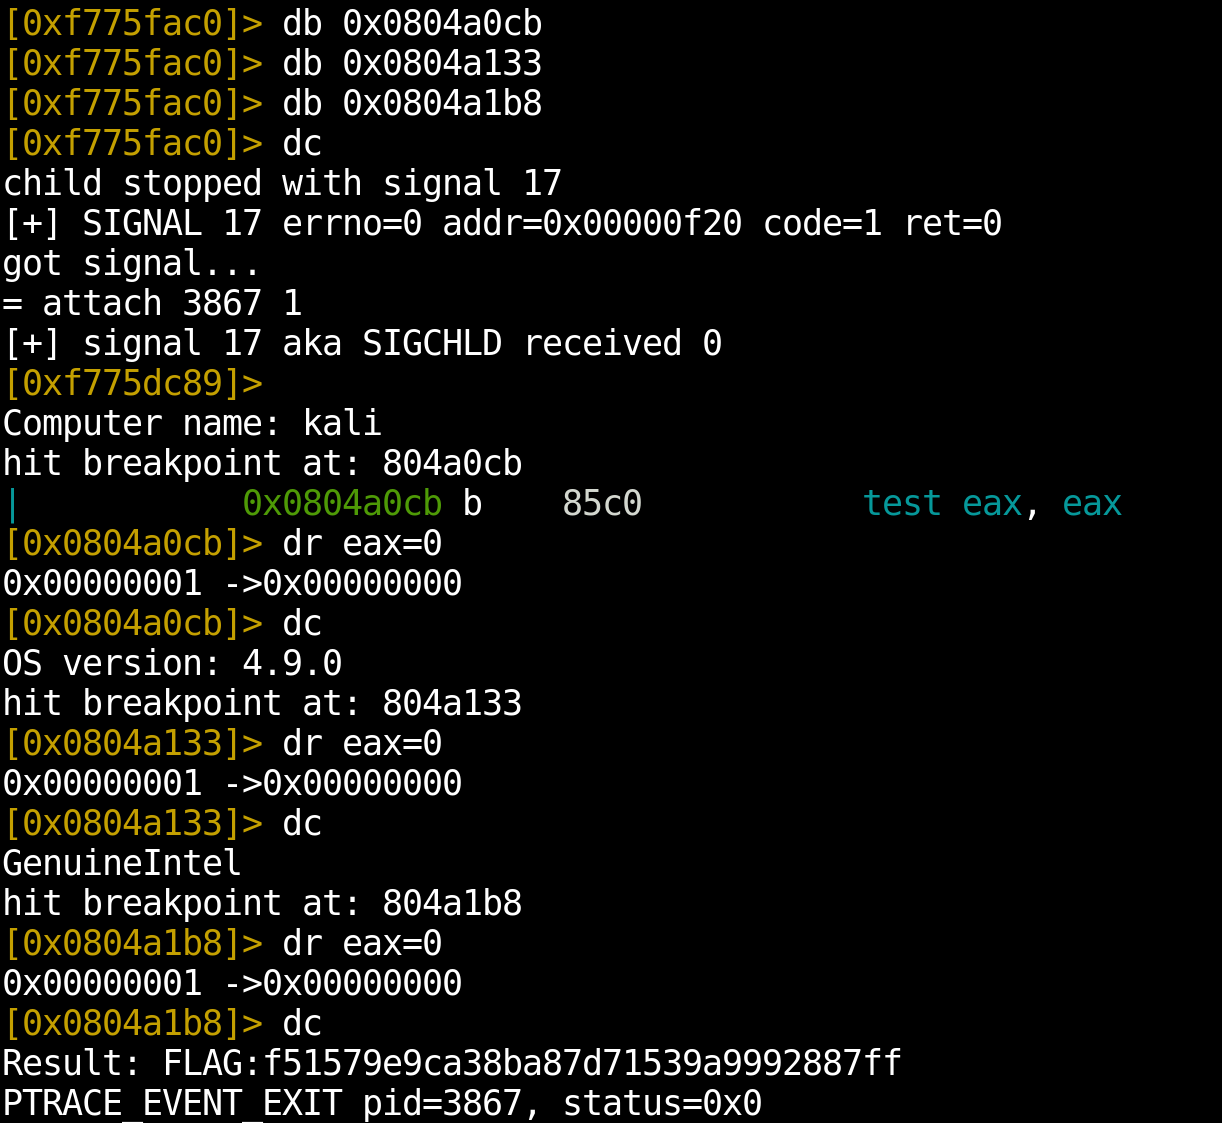 [0xf775fac0]> db 0x0804a0cb
[0xf775fac0]> db 0x0804a133
[0xf775fac0]> db 0x0804a1b8
[0xf775fac0]> dc
child stopped with signal 17
[+] SIGNAL 17 errno=0 addr=0x00000f20 code=1 ret=0
got signal...
= attach 3867 1
[+] signal 17 aka SIGCHLD received 0
[0xf775dc89]>
Computer name: kali
hit breakpoint at: 804a0cb
|           0x0804a0cb b    85c0           test eax, eax
[0x0804a0cb]> dr eax=0
0x00000001 ->0x00000000
[0x0804a0cb]> dc
OS version: 4.9.0
hit breakpoint at: 804a133
[0x0804a133]> dr eax=0
0x00000001 ->0x00000000
[0x0804a133]> dc
GenuineIntel
hit breakpoint at: 804a1b8
[0x0804a1b8]> dr eax=0
0x00000001 ->0x00000000
[0x0804a1b8]> dc
Result: FLAG:f51579e9ca38ba87d71539a9992887ff
PTRACE_EVENT_EXIT pid=3867, status=0x0